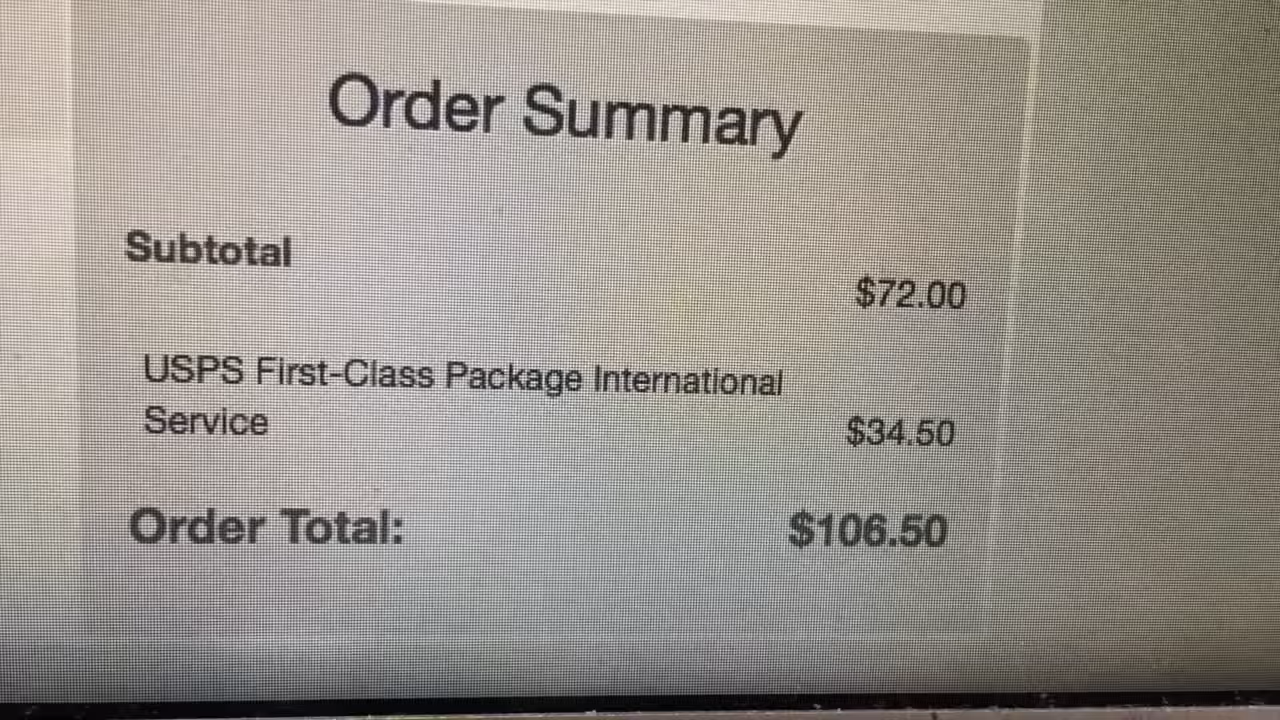 Order Summary
Subtotal
$72.00
USPS First-Class Package International
Service
$34.50
Order Total:
$106.50